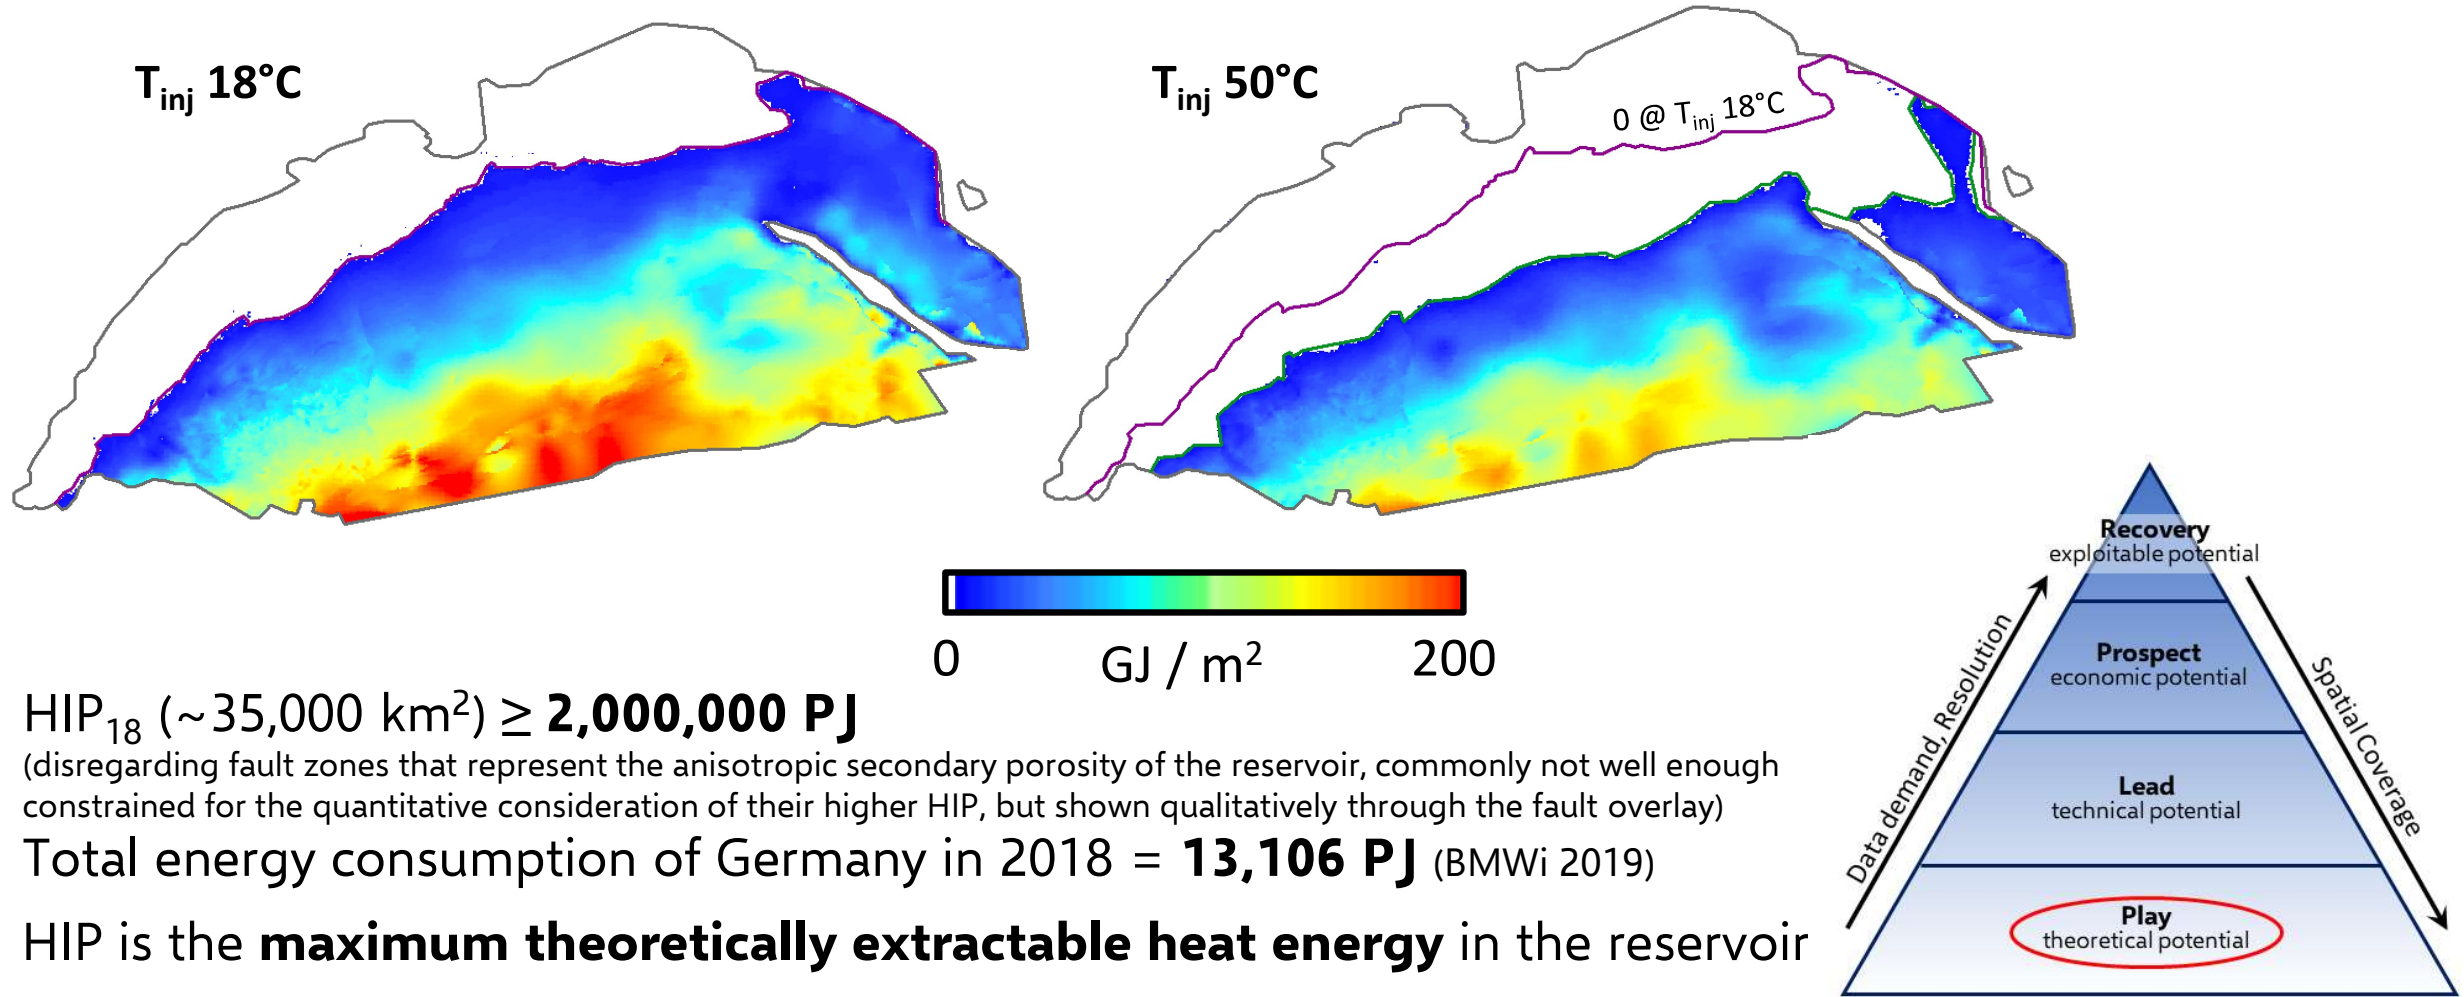 T_inj 18°C
T_inj 50°C
0 @ T_inj 18°C
0
GJ / m²
200
HIP₁₈ (~35,000 km²) ≥ 2,000,000 PJ
(disregarding fault zones that represent the anisotropic secondary porosity of the reservoir, commonly not well enough
constrained for the quantitative consideration of their higher HIP, but shown qualitatively through the fault overlay)
Total energy consumption of Germany in 2018 = 13,106 PJ (BMWi 2019)
HIP is the maximum theoretically extractable heat energy in the reservoir
Recovery
exploitable potential
Prospect
economic potential
Lead
technical potential
Play
theoretical potential
Data demand, Resolution
Spatial Coverage